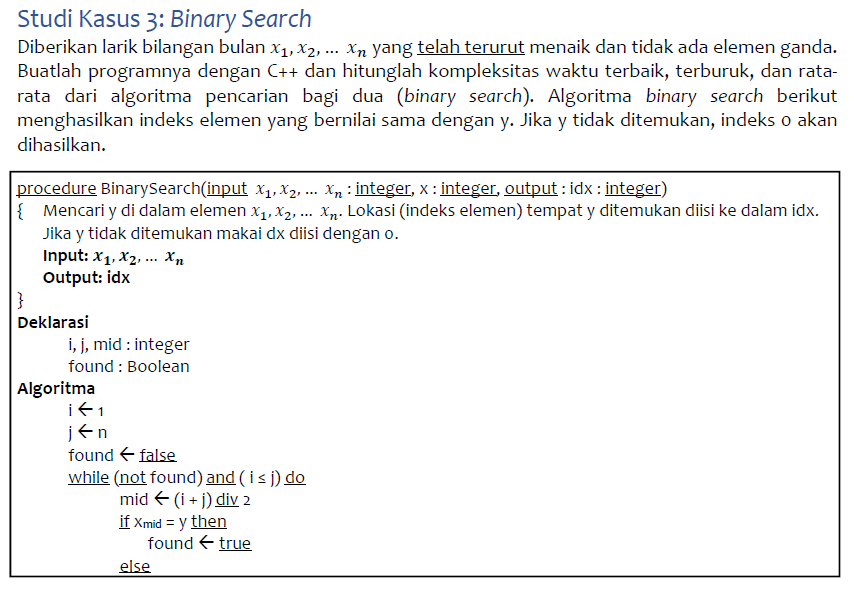 Studi Kasus 3: Binary Search
Diberikan larik bilangan bulan x₁, x₂, ... xₙ yang telah terurut menaik dan tidak ada elemen ganda.
Buatlah programnya dengan C++ dan hitunglah kompleksitas waktu terbaik, terburuk, dan rata-
rata dari algoritma pencarian bagi dua (binary search). Algoritma binary search berikut
menghasilkan indeks elemen yang bernilai sama dengan y. Jika y tidak ditemukan, indeks 0 akan
dihasilkan.
procedure BinarySearch(input x₁, x₂, ... xₙ : integer, x : integer, output : idx : integer)
{ Mencari y di dalam elemen x₁, x₂, ... xₙ. Lokasi (indeks elemen) tempat y ditemukan diisi ke dalam idx.
Jika y tidak ditemukan makai dx diisi dengan 0.
Input: x₁, x₂, ... xₙ
Output: idx
}
Deklarasi
i, j, mid : integer
found : Boolean
Algoritma
i ← 1
j ← n
found ← false
while (not found) and ( i ≤ j) do
mid ← (i + j) div 2
if xmid = y then
found ← true
else